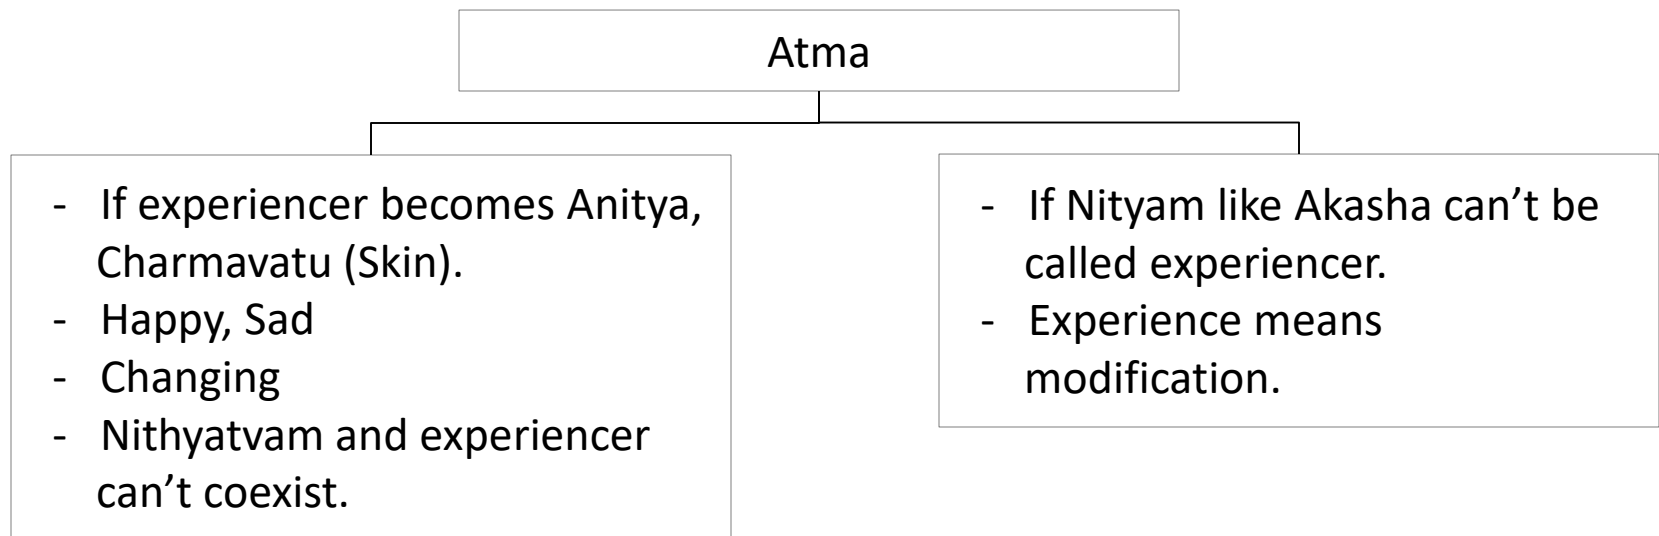 Atma
- If experiencer becomes Anitya,
Charmavatu (Skin).
- Happy, Sad
- Changing
- Nithyatvam and experiencer
can’t coexist.
- If Nityam like Akasha can’t be
called experiencer.
- Experience means
modification.